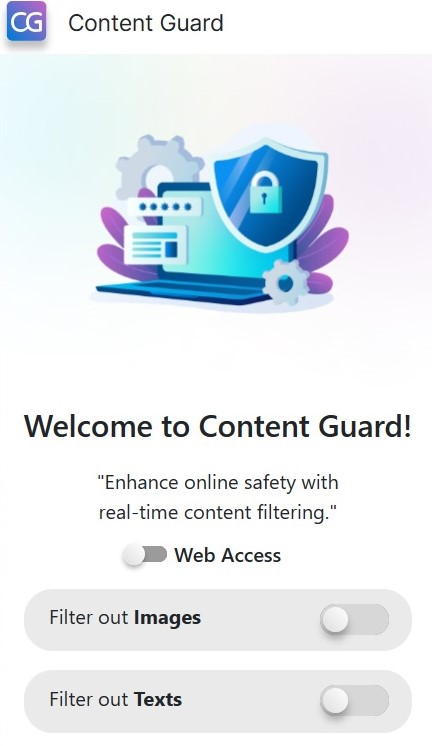 CG Content Guard
Welcome to Content Guard!
"Enhance online safety with
real-time content filtering."
Web Access
Filter out Images
Filter out Texts